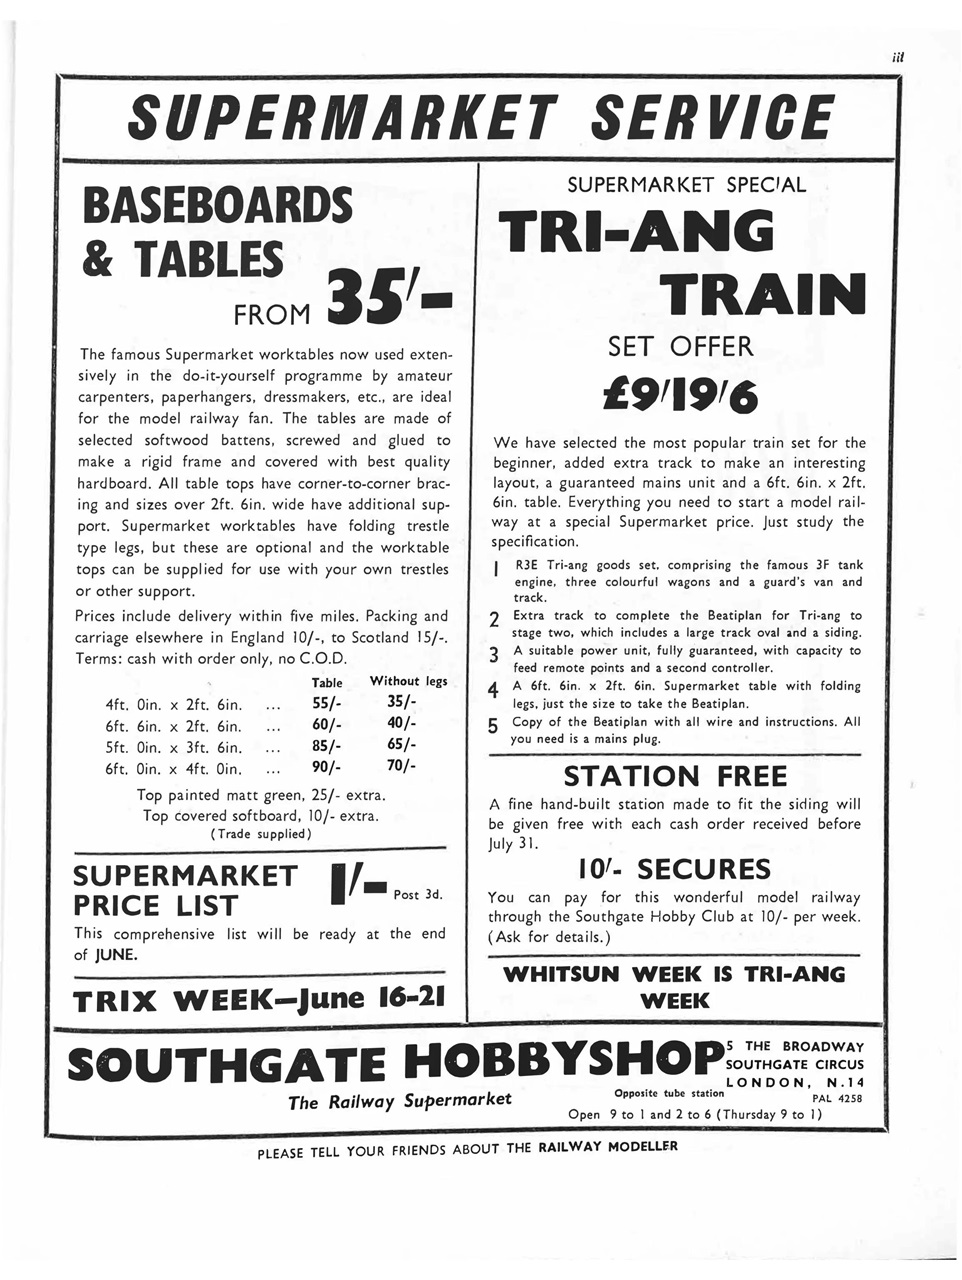 iii
SUPERMARKET SERVICE
BASEBOARDS
& TABLES
FROM 35/-
The famous Supermarket worktables now used exten-
sively in the do-it-yourself programme by amateur
carpenters, paperhangers, dressmakers, etc., are ideal
for the model railway fan. The tables are made of
selected softwood battens, screwed and glued to
make a rigid frame and covered with best quality
hardboard. All table tops have corner-to-corner brac-
ing and sizes over 2ft. 6in. wide have additional sup-
port. Supermarket worktables have folding trestle
type legs, but these are optional and the worktable
tops can be supplied for use with your own trestles
or other support.
Prices include delivery within five miles. Packing and
carriage elsewhere in England 10/-, to Scotland 15/-.
Terms: cash with order only, no C.O.D.
Table Without legs
4ft. 0in. x 2ft. 6in. ... 55/- 35/-
6ft. 6in. x 2ft. 6in. ... 60/- 40/-
5ft. 0in. x 3ft. 6in. ... 85/- 65/-
6ft. 0in. x 4ft. 0in. ... 90/- 70/-
Top painted matt green, 25/- extra.
Top covered softboard, 10/- extra.
(Trade supplied)
SUPERMARKET
PRICE LIST 1/- Post 3d.
This comprehensive list will be ready at the end
of JUNE.
TRIX WEEK—June 16-21
SUPERMARKET SPECIAL
TRI-ANG
TRAIN
SET OFFER
£9/19/6
We have selected the most popular train set for the
beginner, added extra track to make an interesting
layout, a guaranteed mains unit and a 6ft. 6in. x 2ft.
6in. table. Everything you need to start a model rail-
way at a special Supermarket price. Just study the
specification.
1 R3E Tri-ang goods set, comprising the famous 3F tank
engine, three colourful wagons and a guard's van and
track.
2 Extra track to complete the Beatiplan for Tri-ang to
stage two, which includes a large track oval and a siding.
3 A suitable power unit, fully guaranteed, with capacity to
feed remote points and a second controller.
4 A 6ft. 6in. x 2ft. 6in. Supermarket table with folding
legs, just the size to take the Beatiplan.
5 Copy of the Beatiplan with all wire and instructions. All
you need is a mains plug.
STATION FREE
A fine hand-built station made to fit the siding will
be given free with each cash order received before
July 31.
10/- SECURES
You can pay for this wonderful model railway
through the Southgate Hobby Club at 10/- per week.
(Ask for details.)
WHITSUN WEEK IS TRI-ANG
WEEK
SOUTHGATE HOBBYSHOP
The Railway Supermarket
5 THE BROADWAY
SOUTHGATE CIRCUS
LONDON, N.14
Opposite tube station PAL 4258
Open 9 to 1 and 2 to 6 (Thursday 9 to 1)
PLEASE TELL YOUR FRIENDS ABOUT THE RAILWAY MODELLER